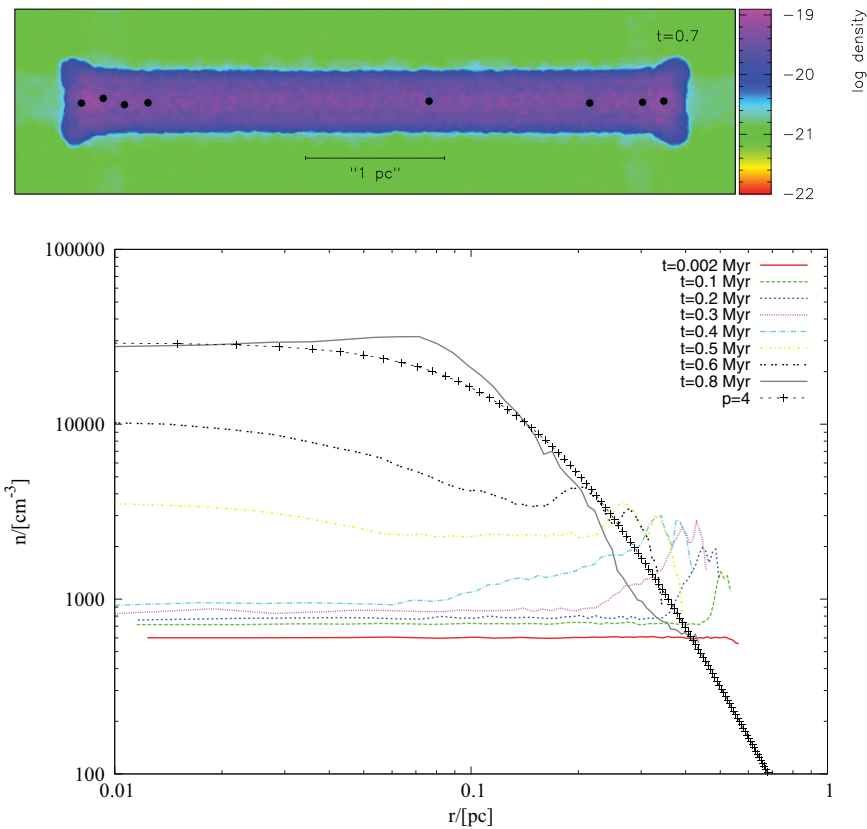 t=0.7
−19
−20
−21
−22
log density
"1 pc"
100000
10000
1000
100
n/[cm⁻³]
t=0.002 Myr
t=0.1 Myr
t=0.2 Myr
t=0.3 Myr
t=0.4 Myr
t=0.5 Myr
t=0.6 Myr
t=0.8 Myr
p=4
0.01
0.1
1
r/[pc]